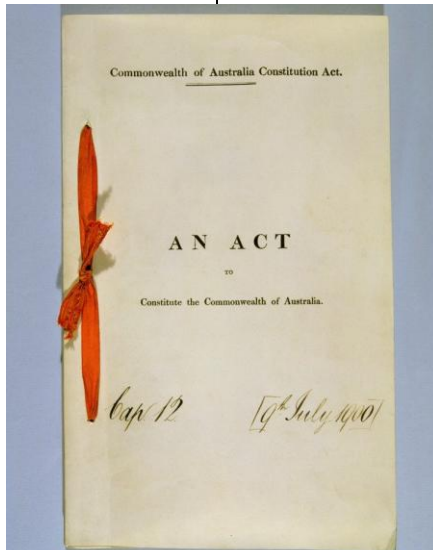 Commonwealth of Australia Constitution Act.
AN ACT
TO
Constitute the Commonwealth of Australia.
Cap. 12 [9th July 1900]